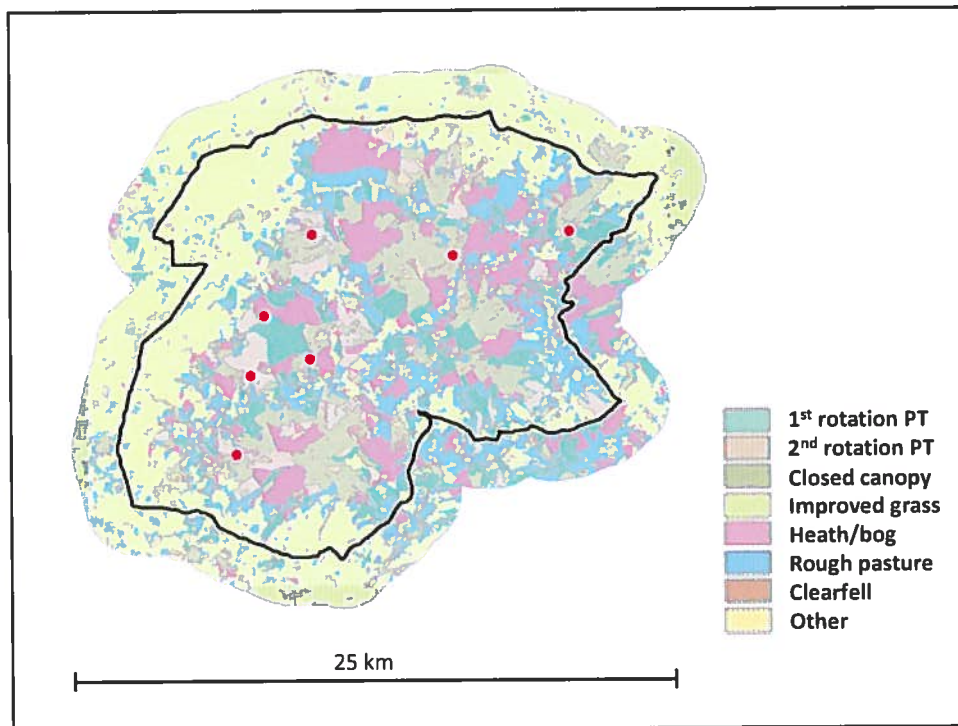 1st rotation PT
2nd rotation PT
Closed canopy
Improved grass
Heath/bog
Rough pasture
Clearfell
Other
25 km